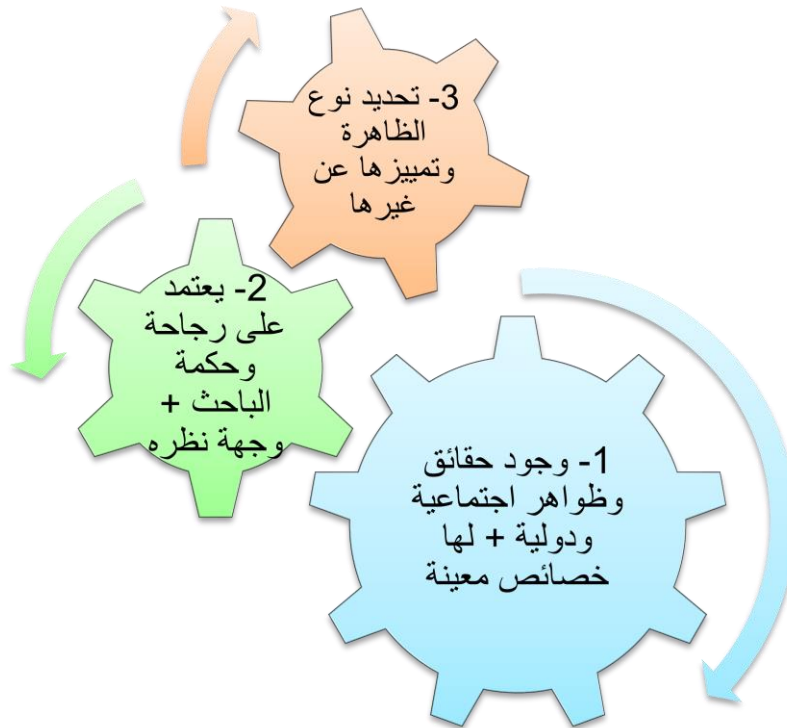 3- تحديد نوع
الظاهرة
وتمييزها عن
غيرها
2- يعتمد
على رجاحة
وحكمة
الباحث +
وجهة نظره
1- وجود حقائق
وظواهر اجتماعية
ودولية + لها
خصائص معينة